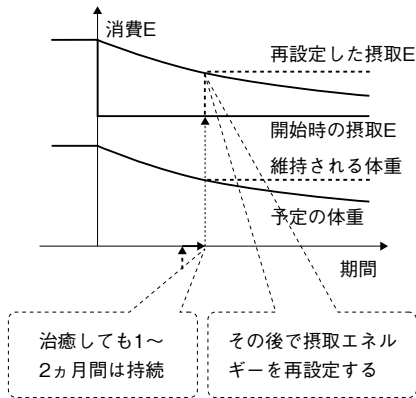 消費E
再設定した摂取E
開始時の摂取E
維持される体重
予定の体重
期間
治癒しても1～
2ヵ月間は持続
その後で摂取エネル
ギーを再設定する